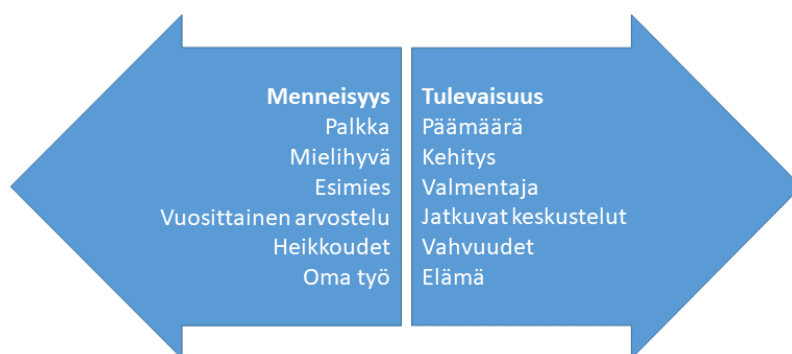 Menneisyys
Palkka
Mielihyvä
Esimies
Vuosittainen arvostelu
Heikkoudet
Oma työ
Tulevaisuus
Päämäärä
Kehitys
Valmentaja
Jatkuvat keskustelut
Vahvuudet
Elämä